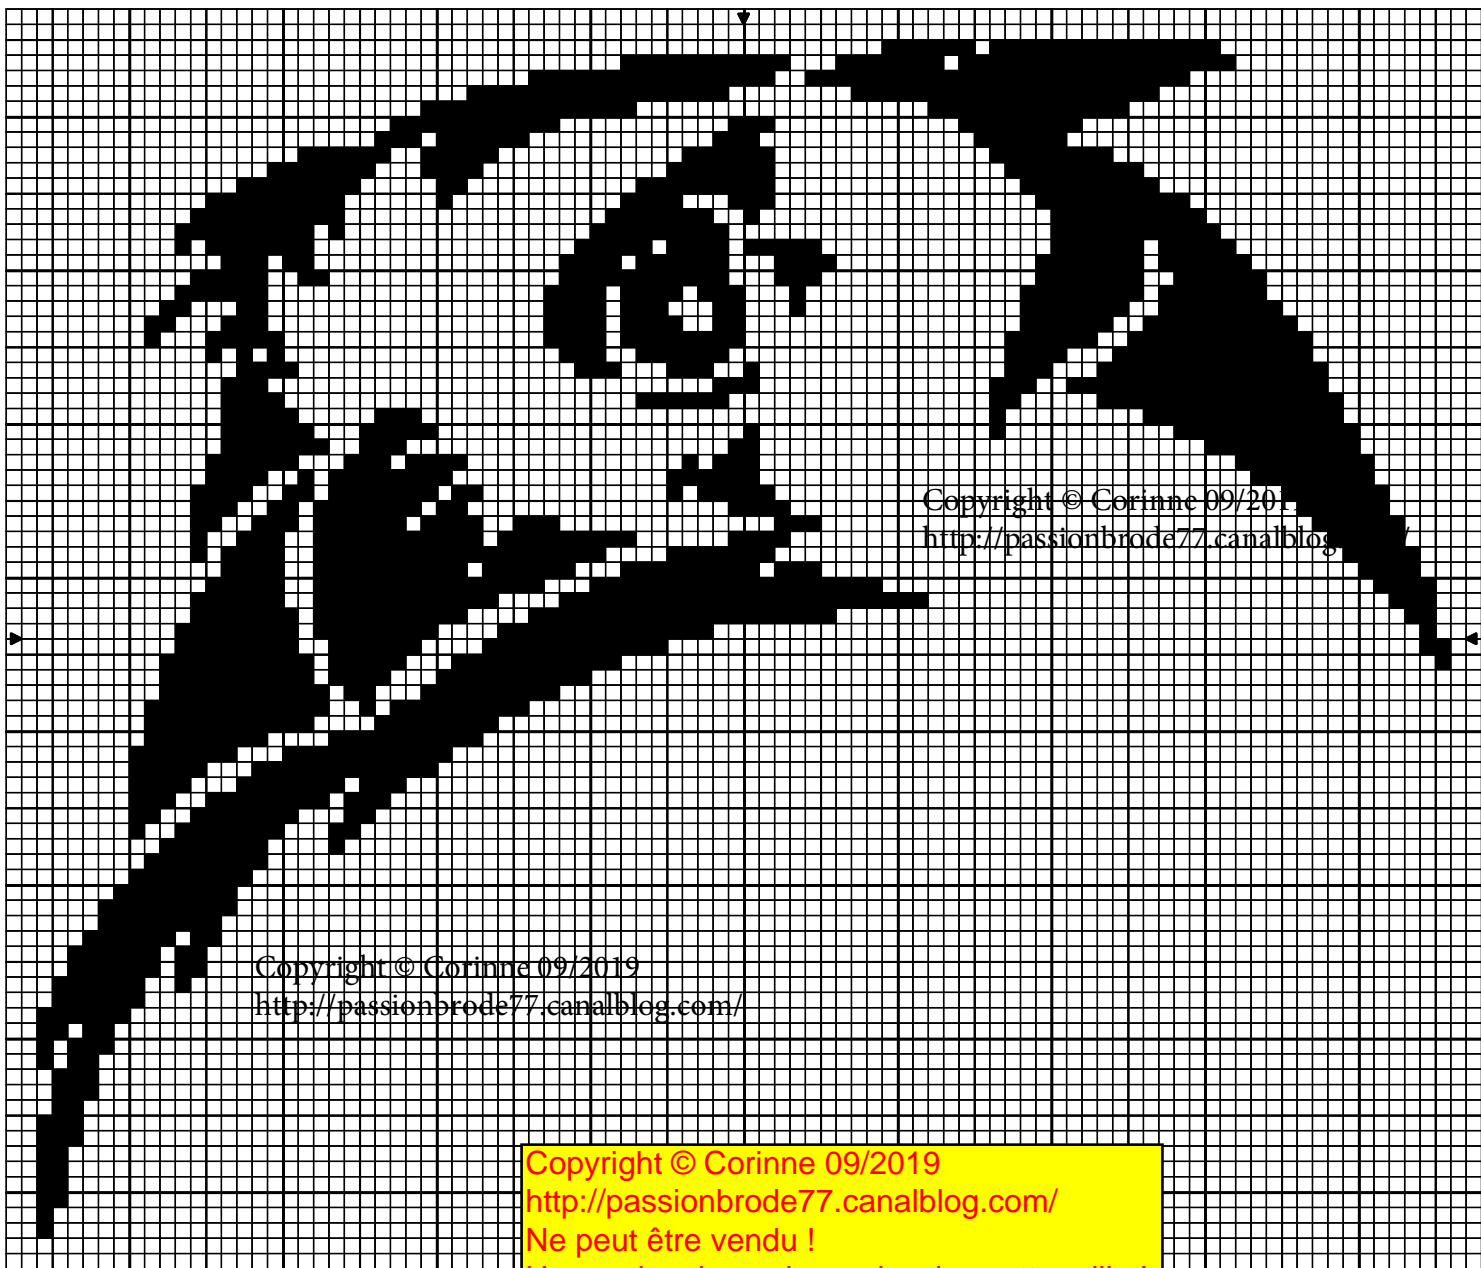 Copyright © Corinne 09/201
http://passionbrode77.canalblog. /
Copyright © Corinne 09/2019
http://passionbrode77.canalblog.com/
Copyright © Corinne 09/2019
http://passionbrode77.canalblog.com/
Ne peut être vendu !